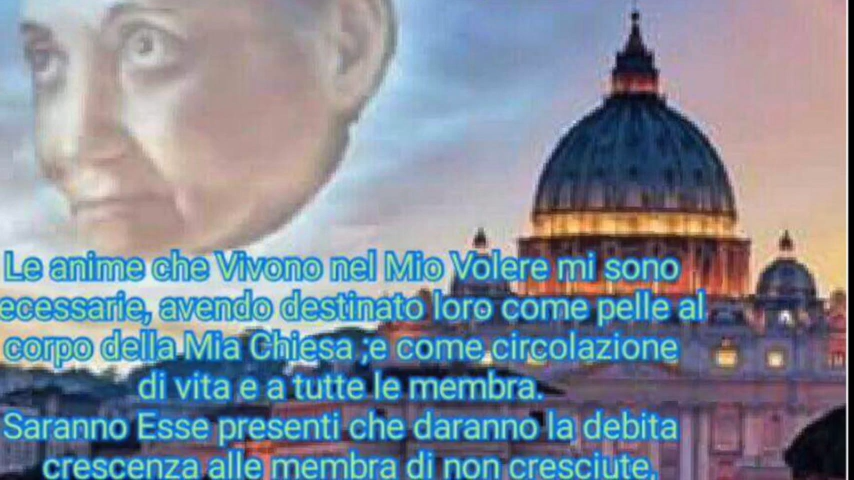 Le anime che Vivono nel Mio Volere mi sono
ecessarie, avendo destinato loro come pelle al
corpo della Mia Chiesa ;e come circolazione
di vita e a tutte le membra.
Saranno Esse presenti che daranno la debita
crescenza alle membra di non cresciute,